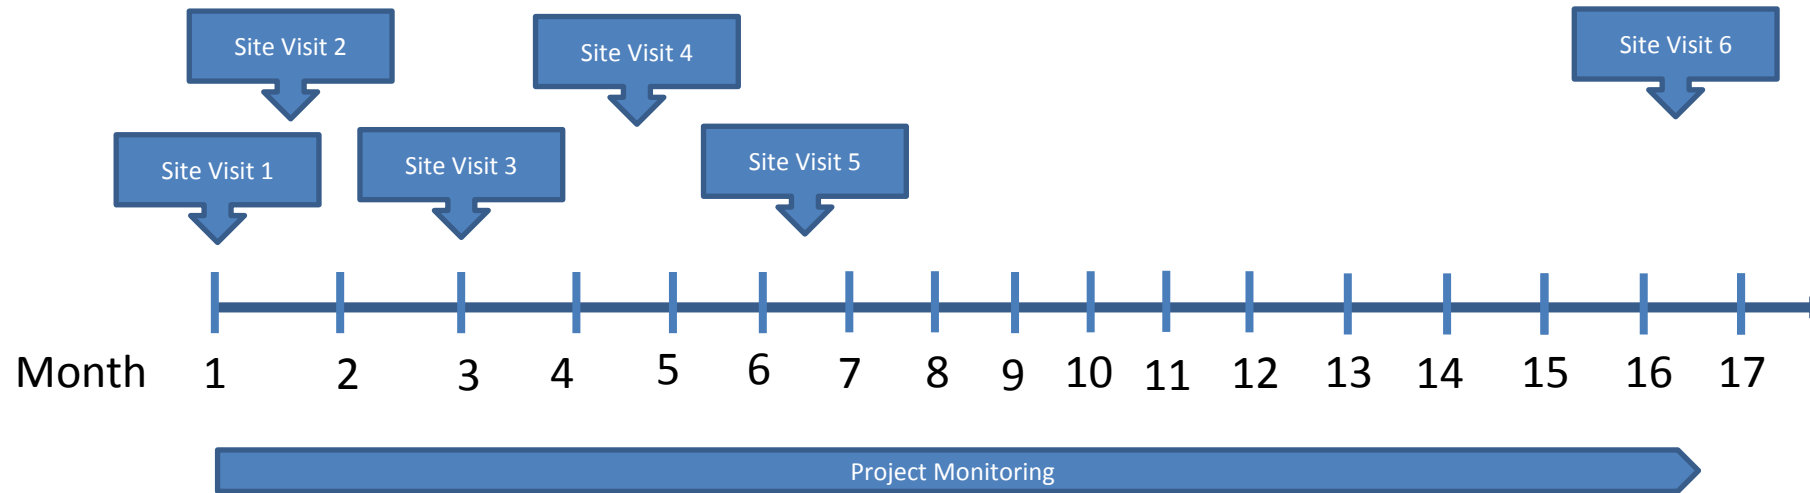 Site Visit 2
Site Visit 4
Site Visit 6
Site Visit 1
Site Visit 3
Site Visit 5
Month 1 2 3 4 5 6 7 8 9 10 11 12 13 14 15 16 17
Project Monitoring